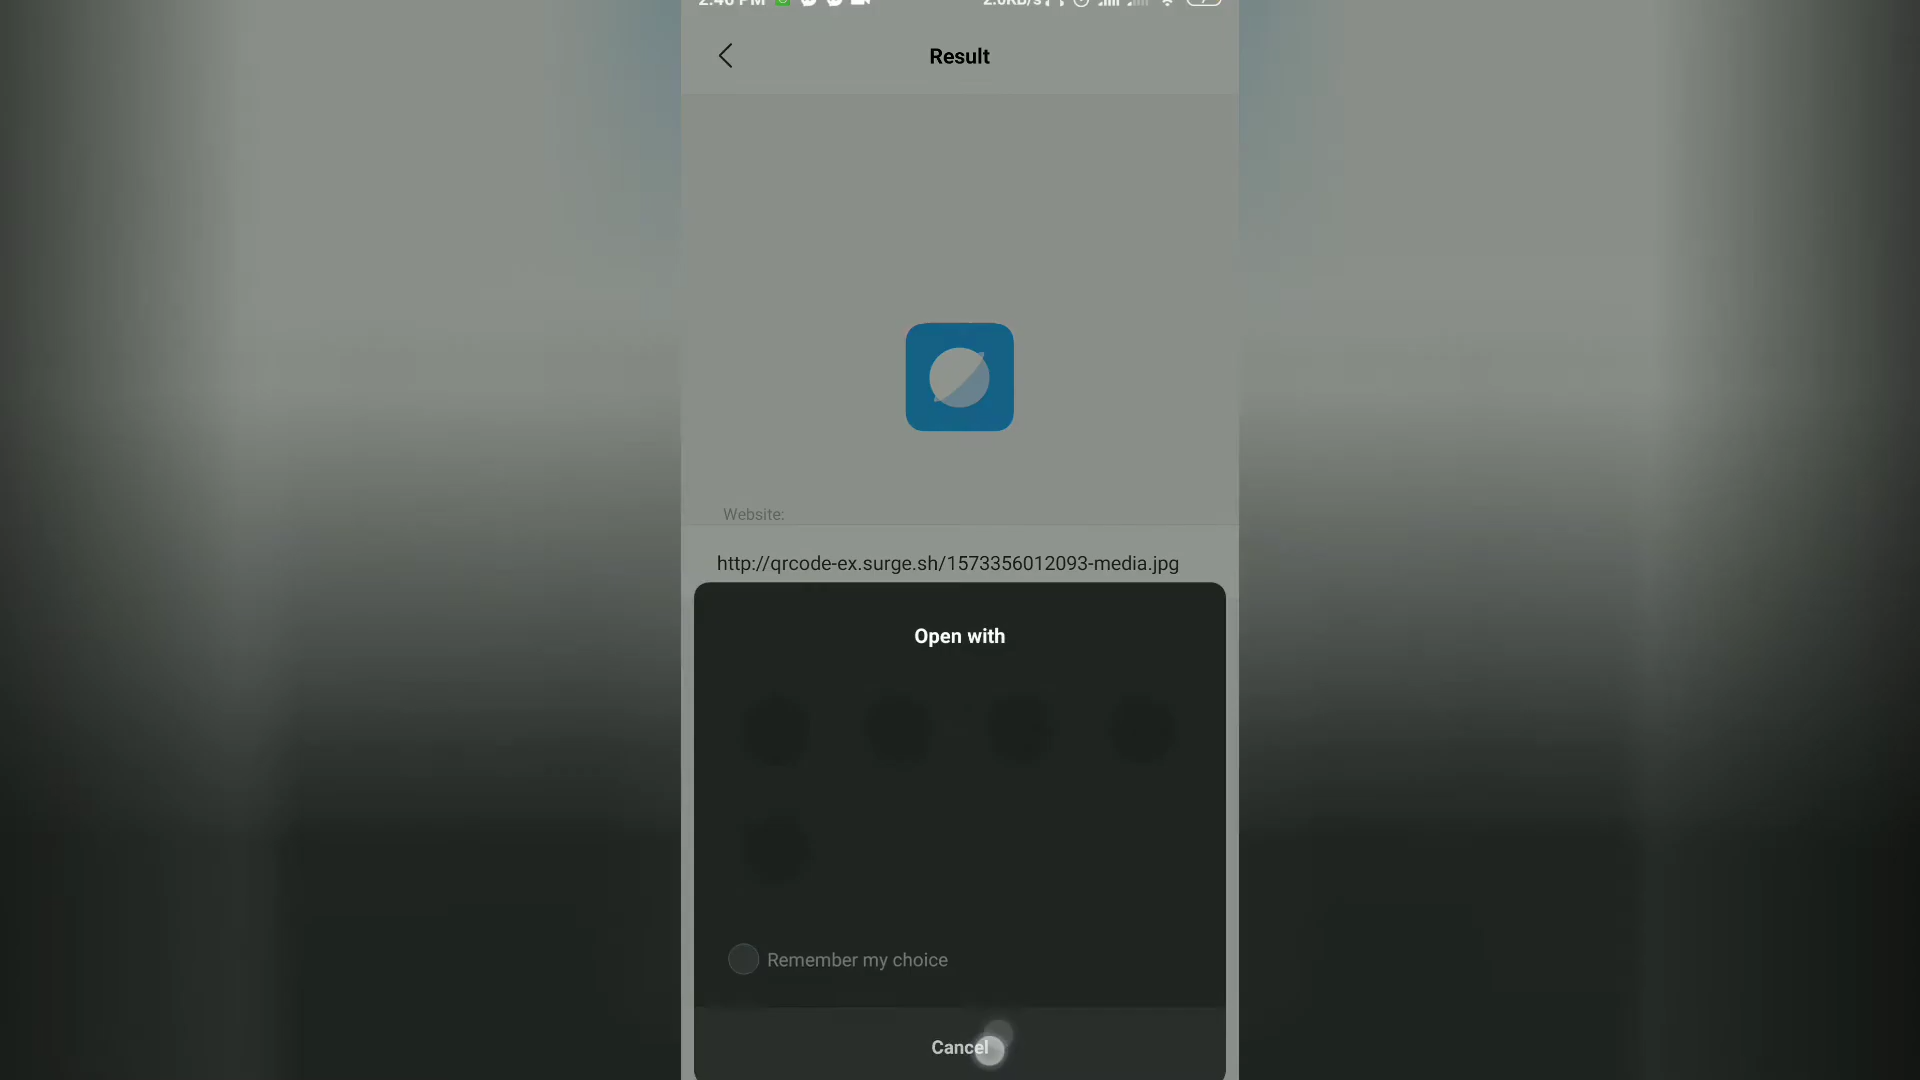 Result
Website:
http://qrcode-ex.surge.sh/1573356012093-media.jpg
Open with
Remember my choice
Cancel